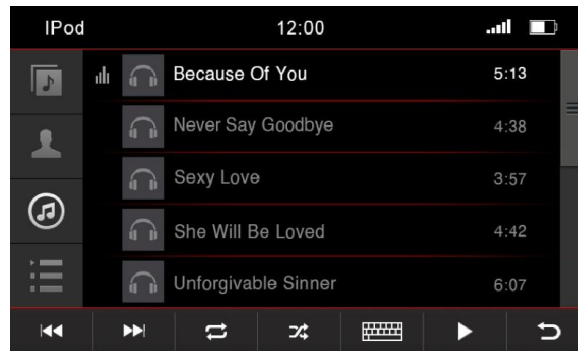 IPod 12:00
Because Of You 5:13
Never Say Goodbye 4:38
Sexy Love 3:57
She Will Be Loved 4:42
Unforgivable Sinner 6:07